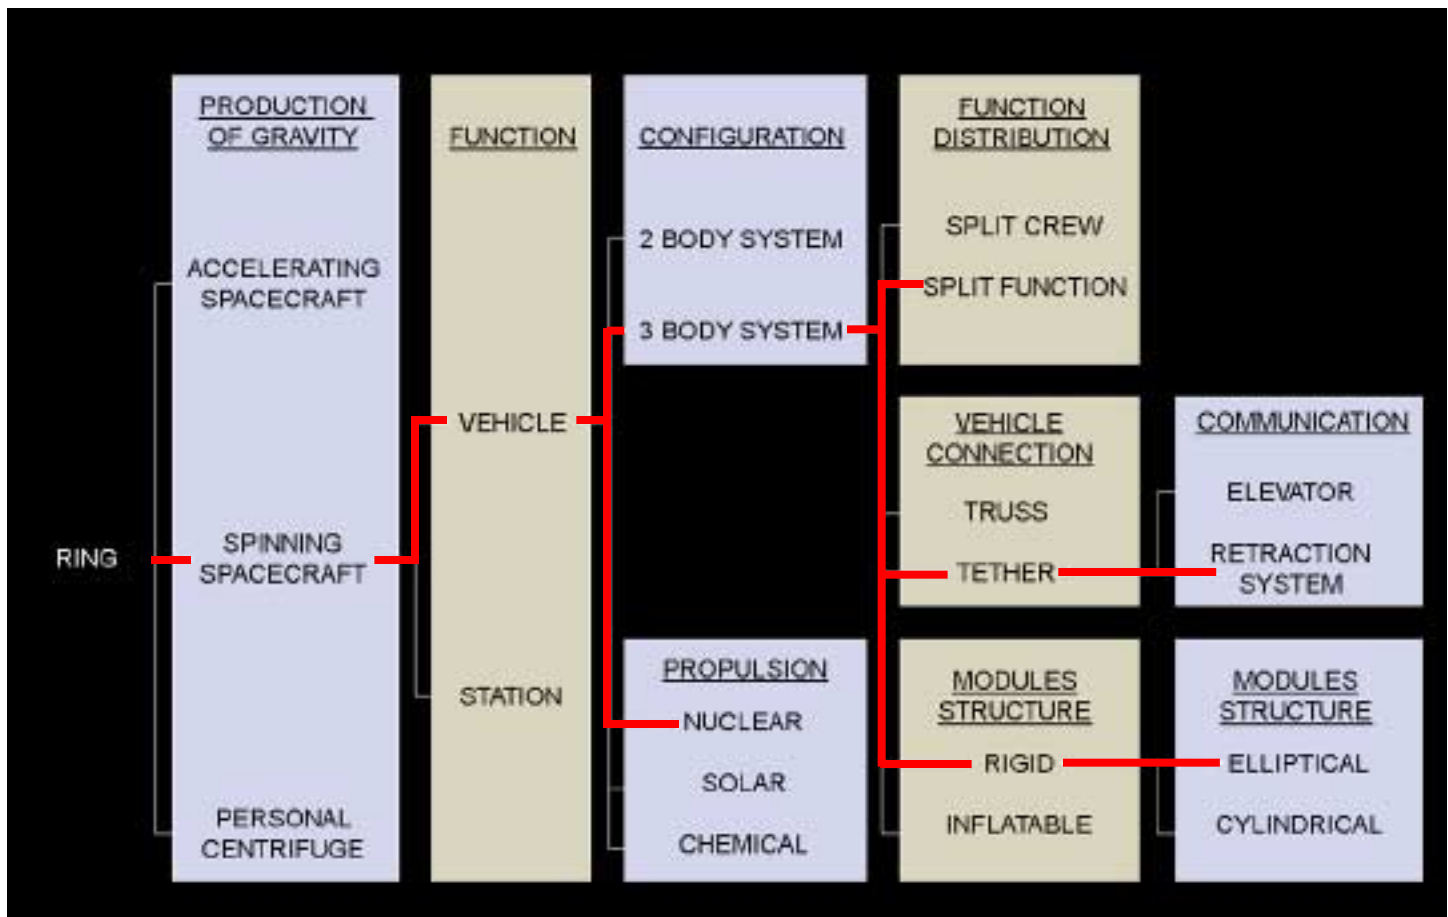 RING
PRODUCTION
OF GRAVITY
ACCELERATING
SPACECRAFT
SPINNING
SPACECRAFT
PERSONAL
CENTRIFUGE
FUNCTION
VEHICLE
STATION
CONFIGURATION
2 BODY SYSTEM
3 BODY SYSTEM
PROPULSION
NUCLEAR
SOLAR
CHEMICAL
FUNCTION
DISTRIBUTION
SPLIT CREW
SPLIT FUNCTION
VEHICLE
CONNECTION
TRUSS
TETHER
MODULES
STRUCTURE
RIGID
INFLATABLE
COMMUNICATION
ELEVATOR
RETRACTION
SYSTEM
MODULES
STRUCTURE
ELLIPTICAL
CYLINDRICAL